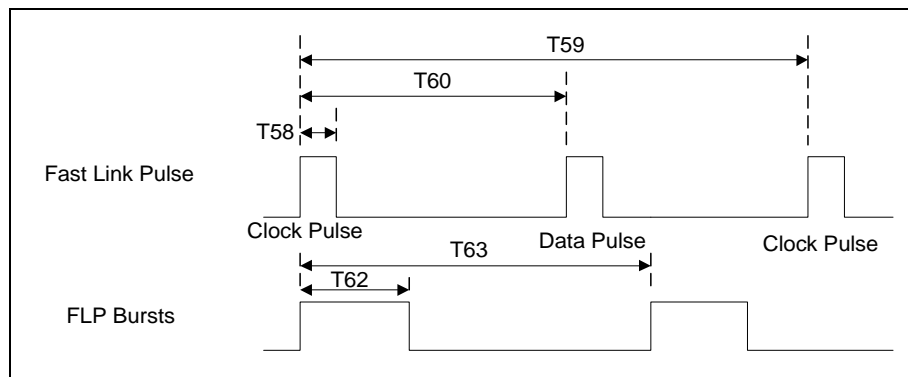 T59
T60
T58
Fast Link Pulse
Clock Pulse
Data Pulse
Clock Pulse
T63
T62
FLP Bursts